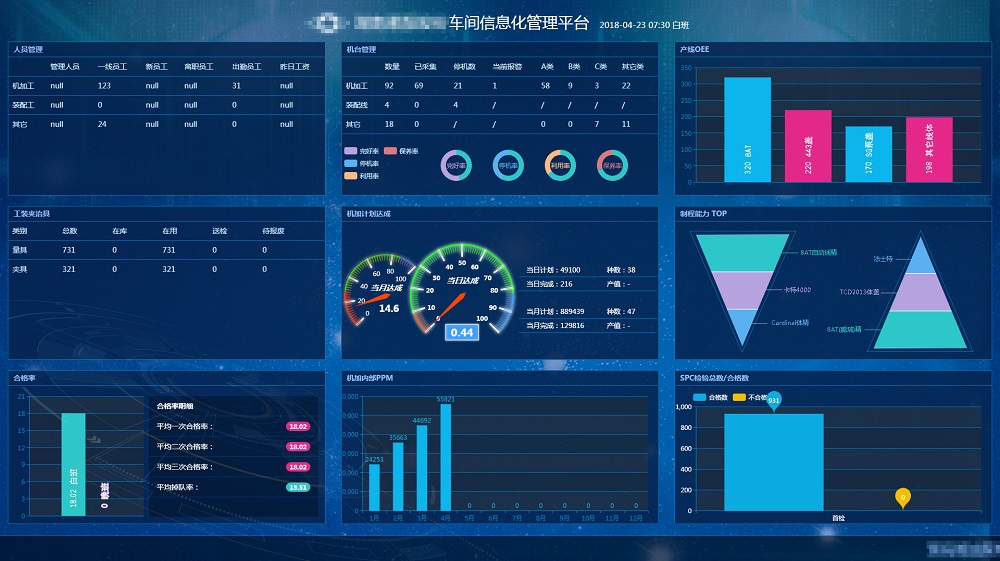 车间信息化管理平台 2018-04-23 07:30 白班
人员管理
管理人员 一线员工 新员工 离职员工 出勤员工 昨日工资
机加工 null 123 null null 31 null
装配工 null 0 null null 0 null
其它 null 24 null null 0 null
机台管理
数量 已采集 停机数 当前报警 A类 B类 C类 其它类
机加工 92 69 21 1 58 9 3 22
装配线 4 0 4 / / / / /
其它 18 0 / / 0 0 7 11
完好率 保养率
停机率
利用率
完好率 停机率 利用率 保养率
产线OEE
350
300
250
200
150
100
50
0
320 8AT
220 443盖
170 SG泵盖
198 其它线体
工装夹治具
类别 总数 在库 在用 送检 待报废
量具 731 0 731 0 0
夹具 321 0 321 0 0
机加计划达成
0 20 40 60 80 100
当月达成
14.6
0 10 20 30 40 50 60 70 80 90 100
当日达成
0.44
当日计划：49100 种数：38
当日完成：216 产值：-
当月计划：889439 种数：47
当月完成：129816 产值：-
制程能力 TOP
8AT自动线精
卡特4000
Cardinal体精
TCD2013体盖
合格率
21
18
15
12
9
6
3
0
18.02 白班
合格率明细
平均一次合格率： 18.02
平均二次合格率： 18.02
平均三次合格率： 18.02
平均掉队率： 13.51
机加内部PPM
24253
35663
44692
55821
0 0 0 0 0 0 0 0
1月 2月 3月 4月 5月 6月 7月 8月 9月 10月 11月 12月
SPC检验总数/合格数
合格数 不合格
931
1,000
800
600
400
200
0
0
首检